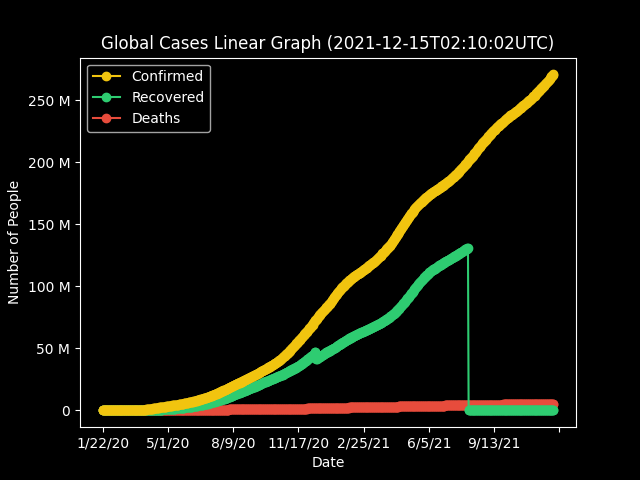 Global Cases Linear Graph (2021-12-15T02:10:02UTC)
Confirmed
Recovered
Deaths
250 M
200 M
150 M
100 M
50 M
0
Number of People
1/22/20 5/1/20 8/9/20 11/17/20 2/25/21 6/5/21 9/13/21
Date